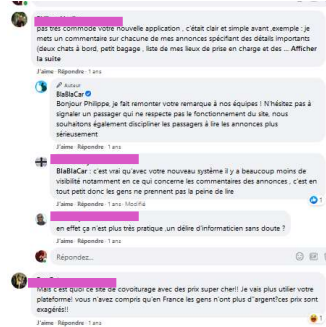 pas très commode votre nouvelle application , c'était clair et simple avant ,exemple : je
mets un commentaire sur chacune de mes annonces spécifiant des détails importants
(deux chats à bord, petit bagage , liste de mes lieux de prise en charge et des ... Afficher
la suite
J'aime · Répondre · 1 ans
Auteur
BlaBlaCar
Bonjour Philippe, je fait remonter votre remarque à nos équipes ! N'hésitez pas à
signaler un passager qui ne respecte pas le fonctionnement du site, nous
souhaitons également discipliner les passagers à lire les annonces plus
sérieusement
J'aime · Répondre · 1 ans
BlaBlaCar : c'est vrai qu'avec votre nouveau système il y a beaucoup moins de
visibilité notamment en ce qui concerne les commentaires des annonces , c'est en
tout petit donc les gens ne prennent pas la peine de lire
1
J'aime · Répondre · 1 ans · Modifié
en effet ça n'est plus très pratique ,un délire d'informaticien sans doute ?
J'aime · Répondre · 1 ans
Répondez...
Mais c'est quoi ce site de covoiturage avec des prix super cher!! Je vais plus utiliser votre
plateforme! vous n'avez compris qu'en France les gens n'ont plus d'argent?ces prix sont
exagérés!!
1
J'aime · Répondre · 1 ans